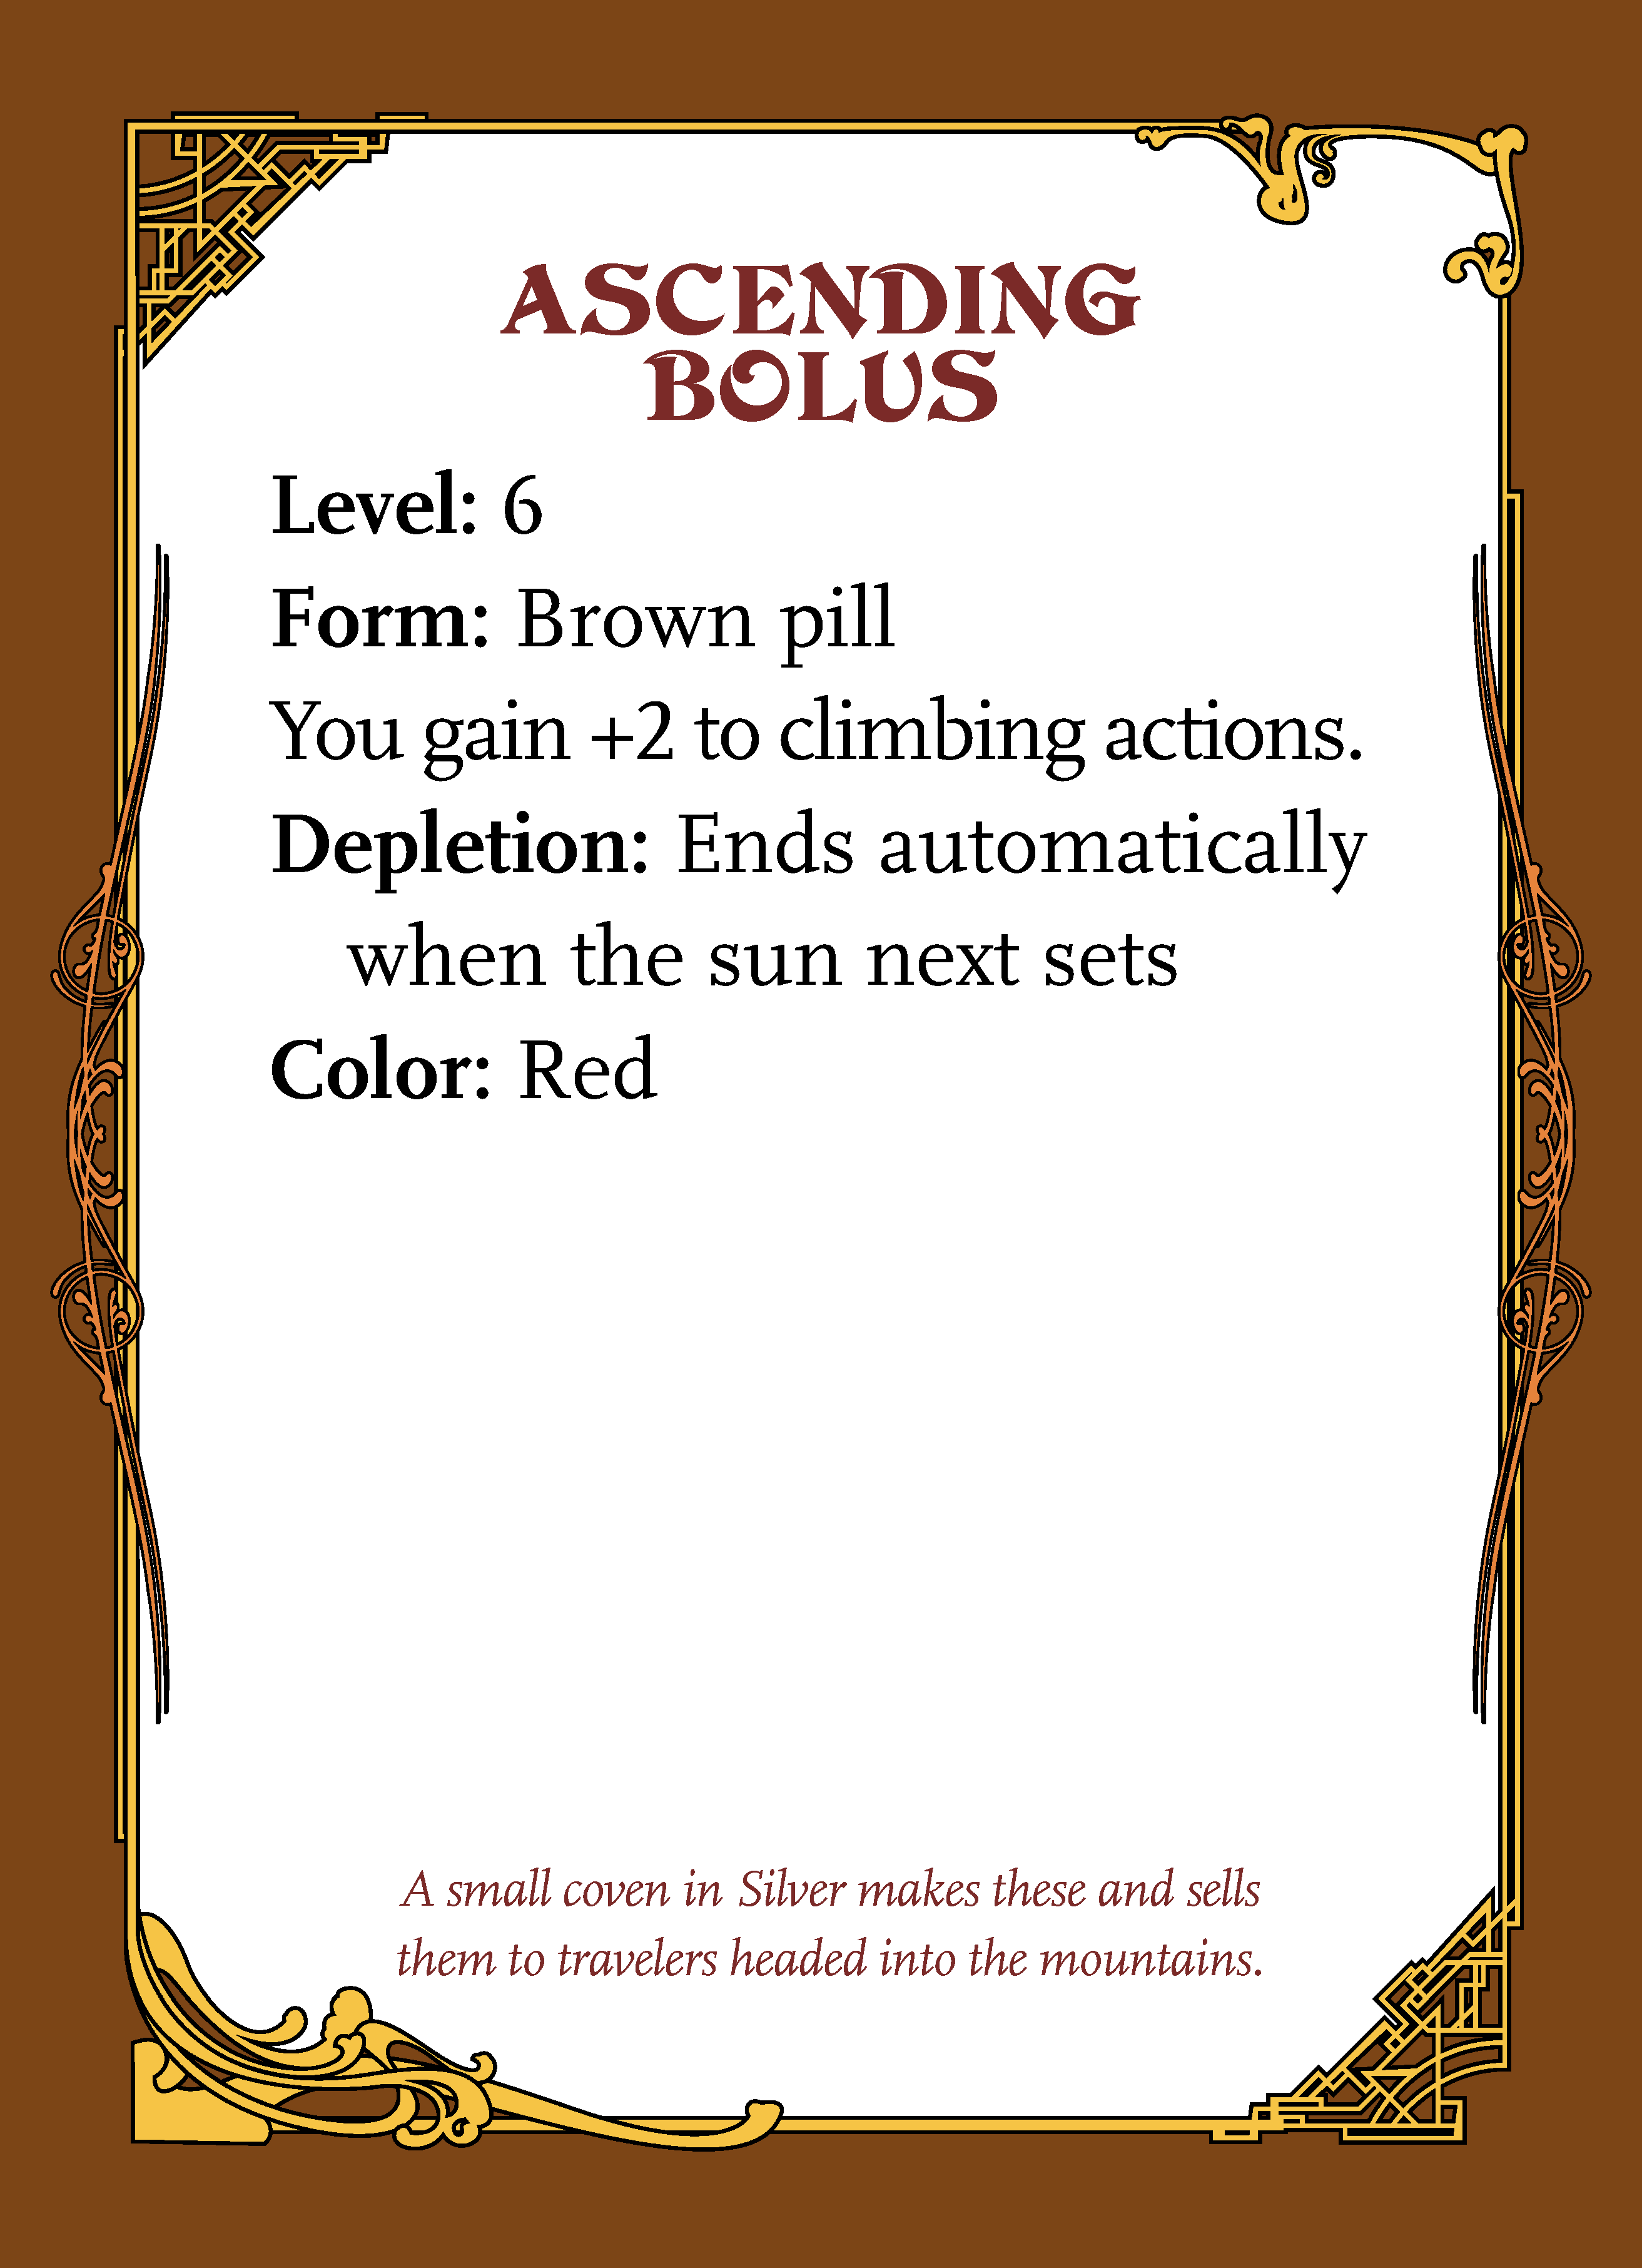 ASCENDING
BOLUS
Level: 6
Form: Brown pill
You gain +2 to climbing actions.
Depletion: Ends automatically
when the sun next sets
Color: Red
A small coven in Silver makes these and sells
them to travelers headed into the mountains.